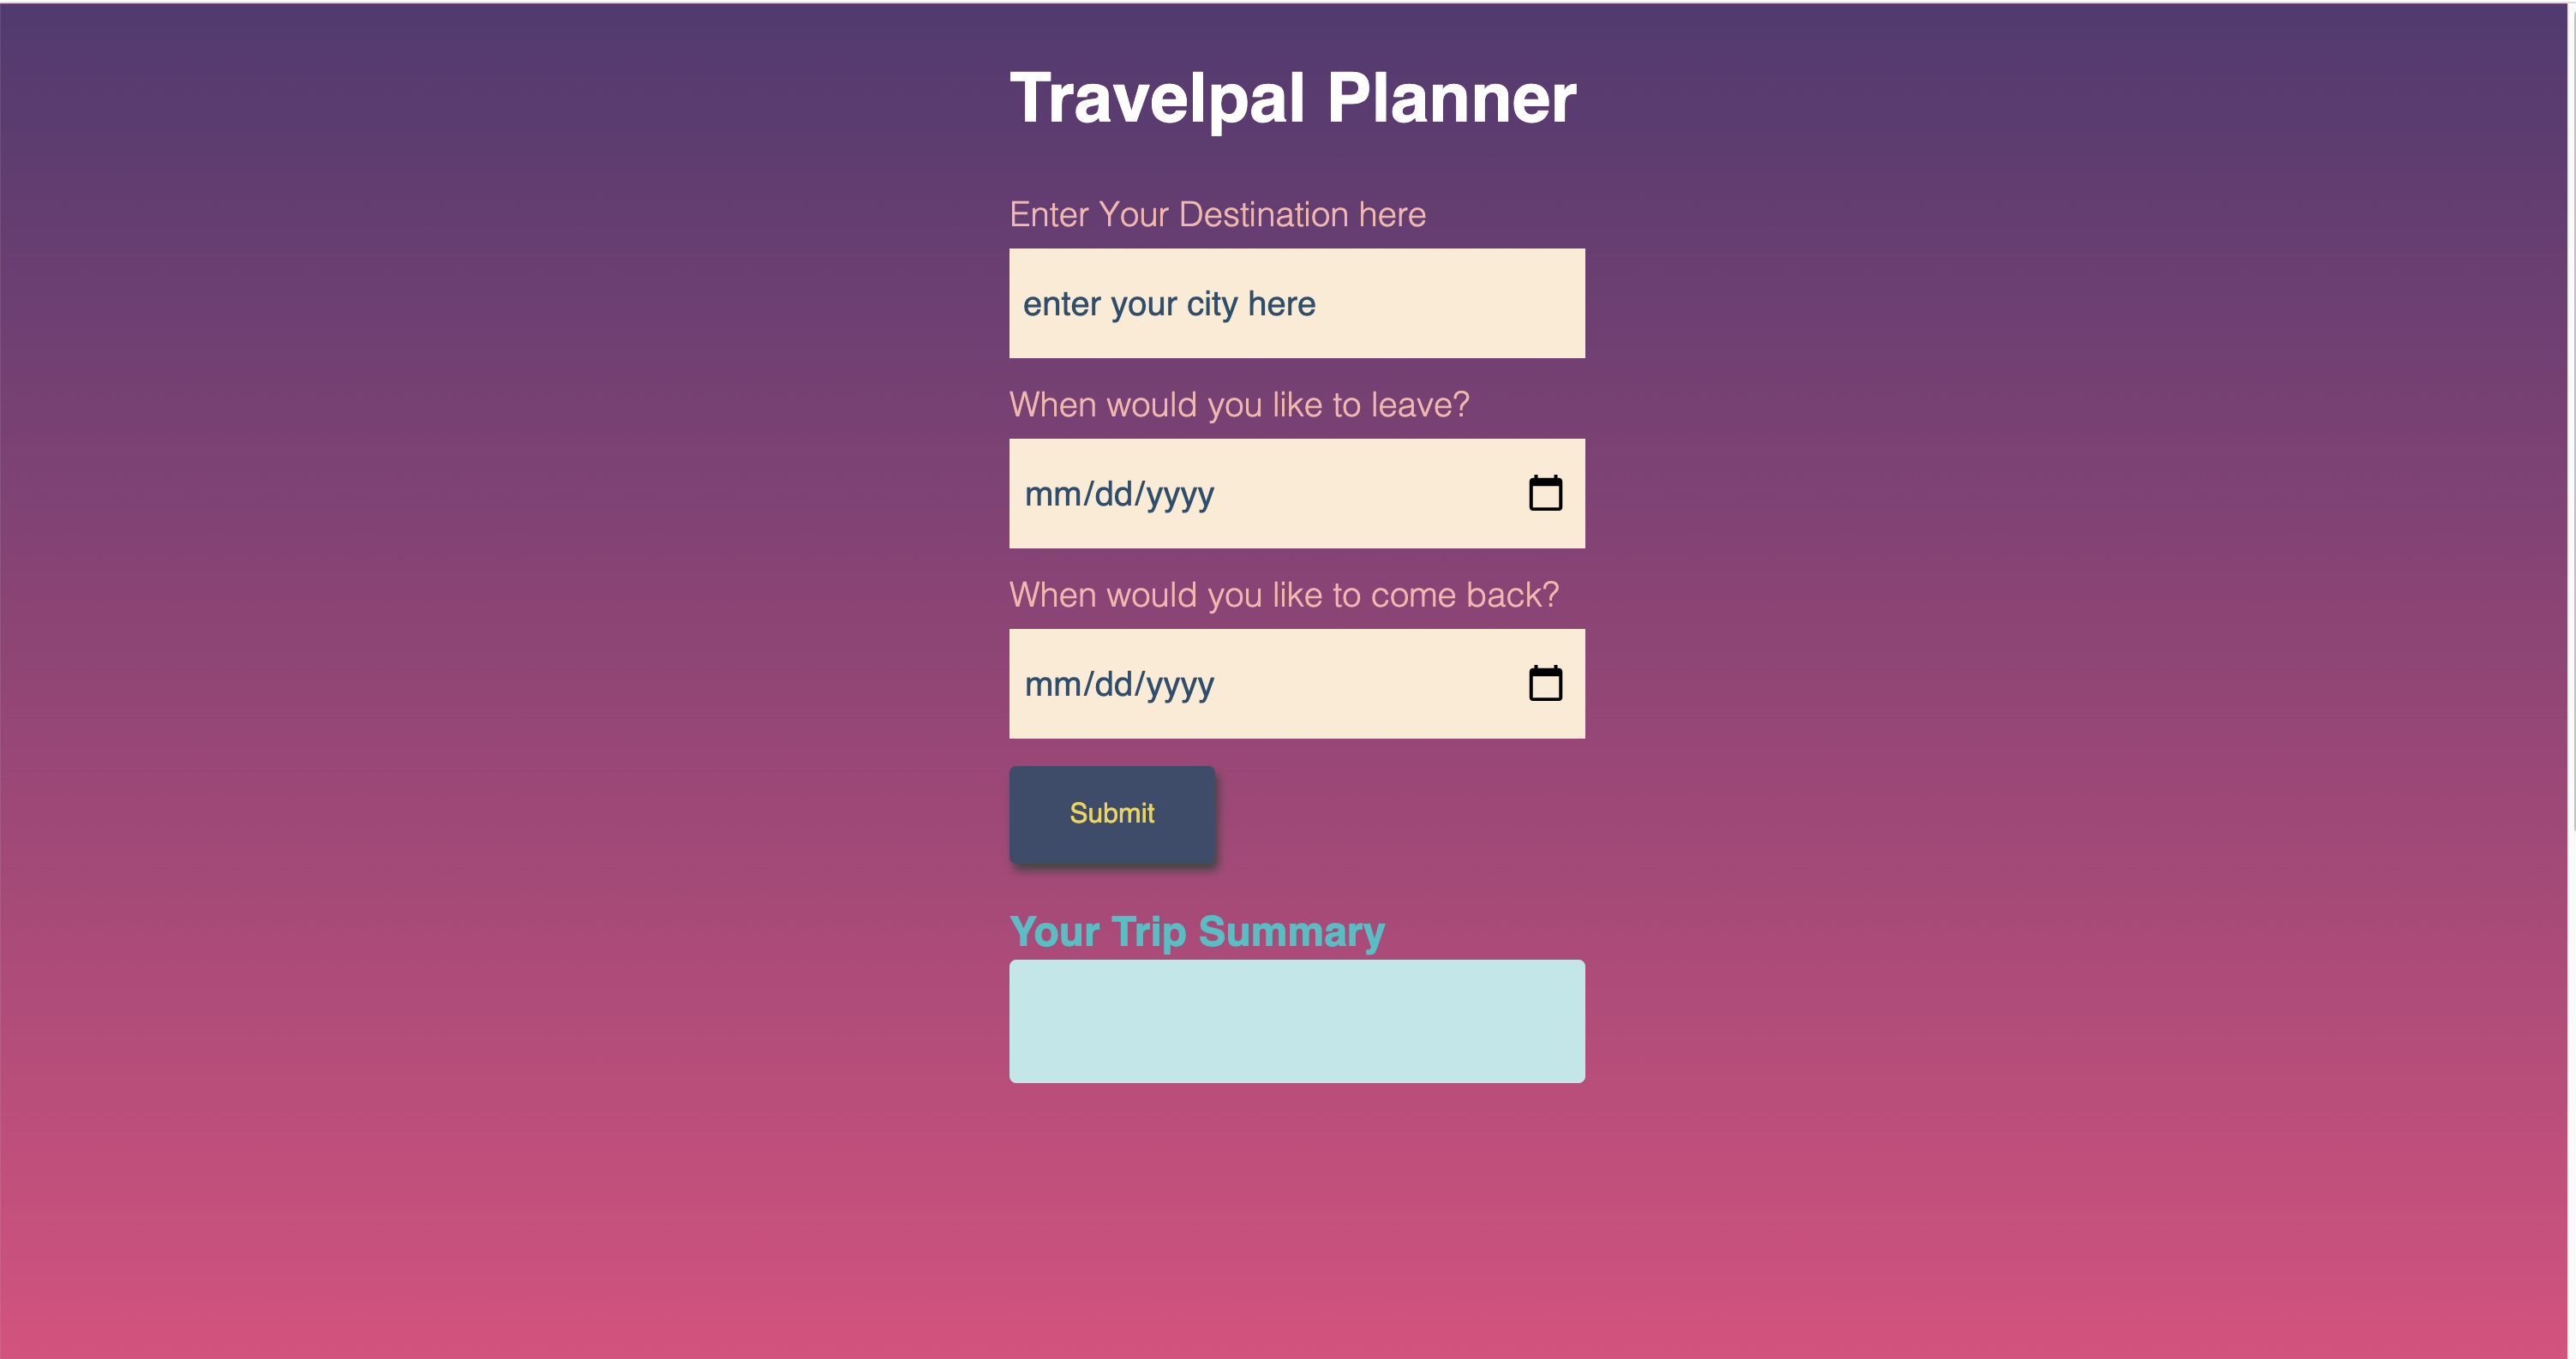 Travelpal Planner
Enter Your Destination here
enter your city here
When would you like to leave?
mm/dd/yyyy
When would you like to come back?
mm/dd/yyyy
Submit
Your Trip Summary